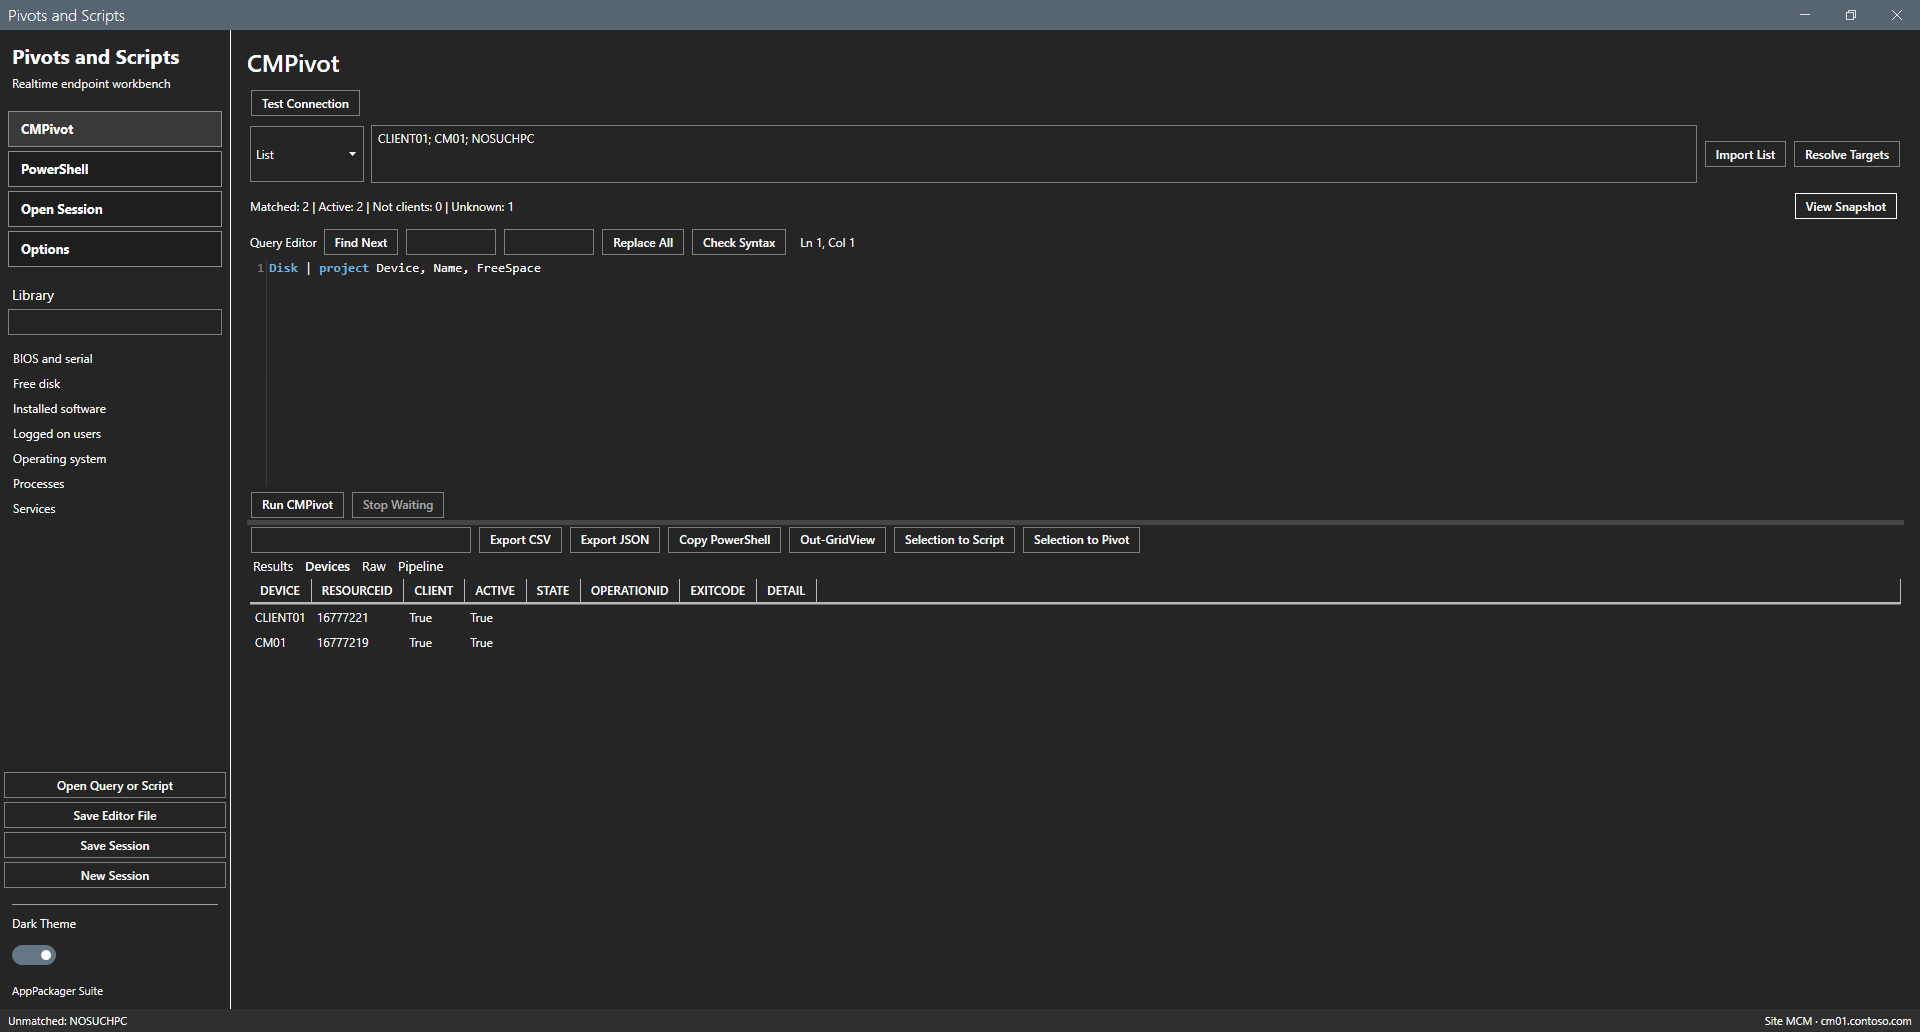 Pivots and Scripts
Pivots and Scripts
Realtime endpoint workbench
CMPivot
PowerShell
Open Session
Options
Library
BIOS and serial
Free disk
Installed software
Logged on users
Operating system
Processes
Services
Open Query or Script
Save Editor File
Save Session
New Session
Dark Theme
AppPackager Suite
CMPivot
Test Connection
List
CLIENT01; CM01; NOSUCHPC
Import List
Resolve Targets
Matched: 2 | Active: 2 | Not clients: 0 | Unknown: 1
View Snapshot
Query Editor Find Next Replace All Check Syntax Ln 1, Col 1
1 Disk | project Device, Name, FreeSpace
Run CMPivot Stop Waiting
Export CSV Export JSON Copy PowerShell Out-GridView Selection to Script Selection to Pivot
Results Devices Raw Pipeline
DEVICE RESOURCEID CLIENT ACTIVE STATE OPERATIONID EXITCODE DETAIL
CLIENT01 16777221 True True
CM01 16777219 True True
Unmatched: NOSUCHPC
Site MCM · cm01.contoso.com